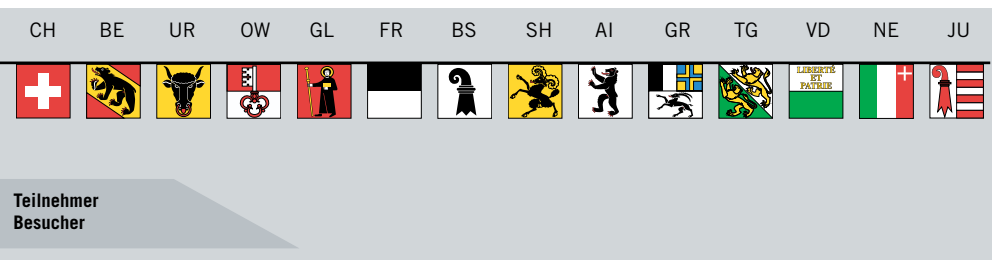 CH BE UR OW GL FR BS SH AI GR TG VD NE JU
LIBERTÉ
ET
PATRIE
Teilnehmer
Besucher